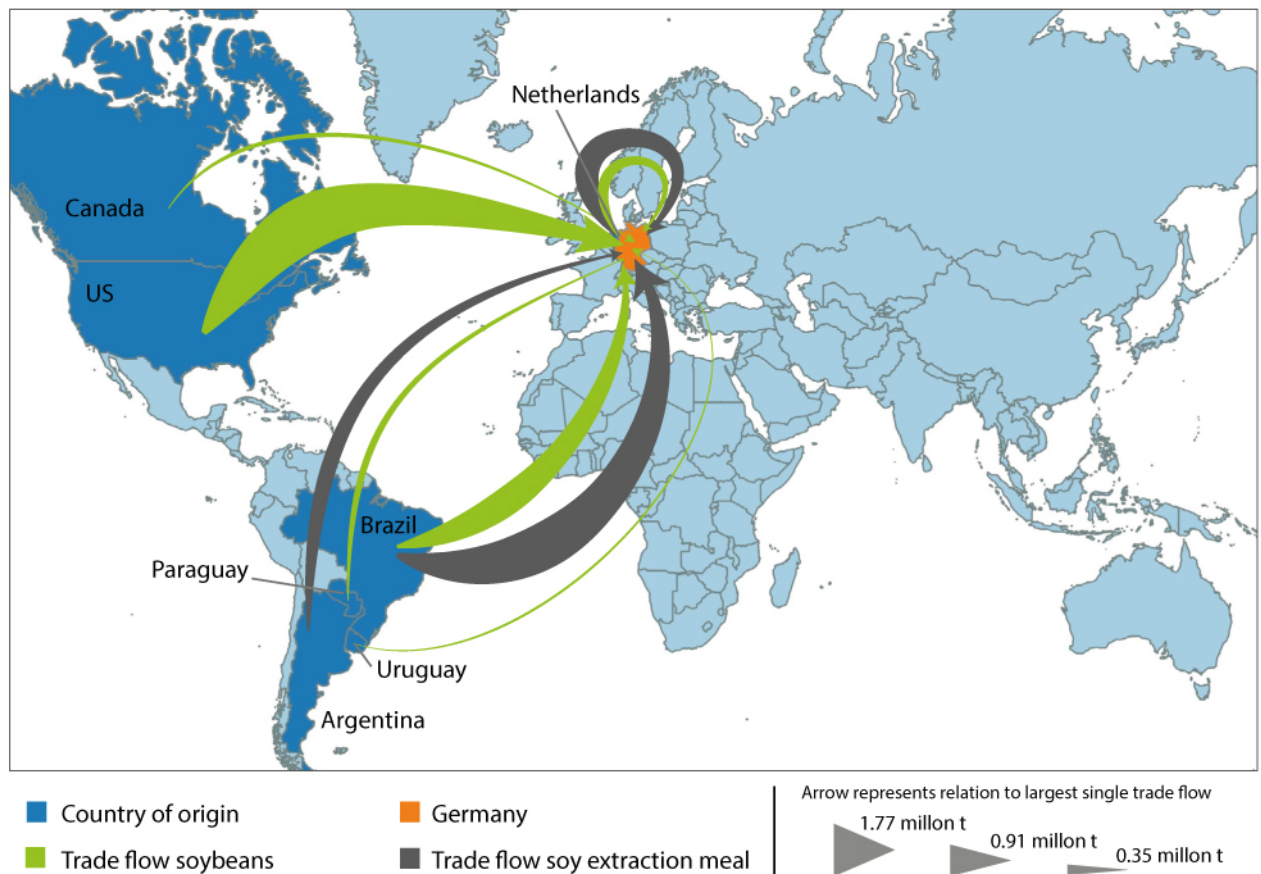 Netherlands
Canada
US
Brazil
Paraguay
Uruguay
Argentina
Country of origin
Germany
Trade flow soybeans
Trade flow soy extraction meal
Arrow represents relation to largest single trade flow
1.77 millon t
0.91 millon t
0.35 millon t